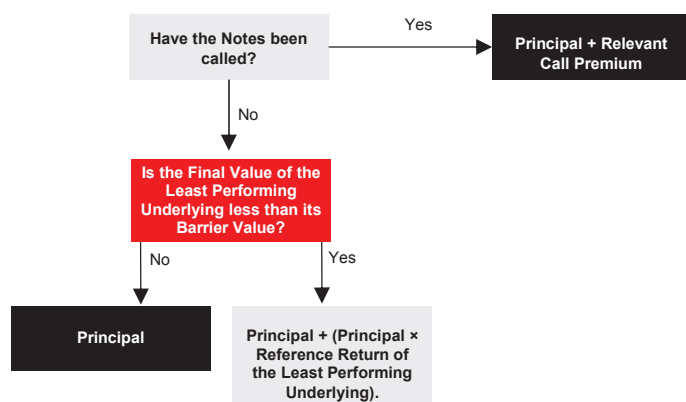 Have the Notes been
called?
Yes
Principal + Relevant
Call Premium
No
Is the Final Value of the
Least Performing
Underlying less than its
Barrier Value?
No
Yes
Principal
Principal + (Principal ×
Reference Return of
the Least Performing
Underlying).